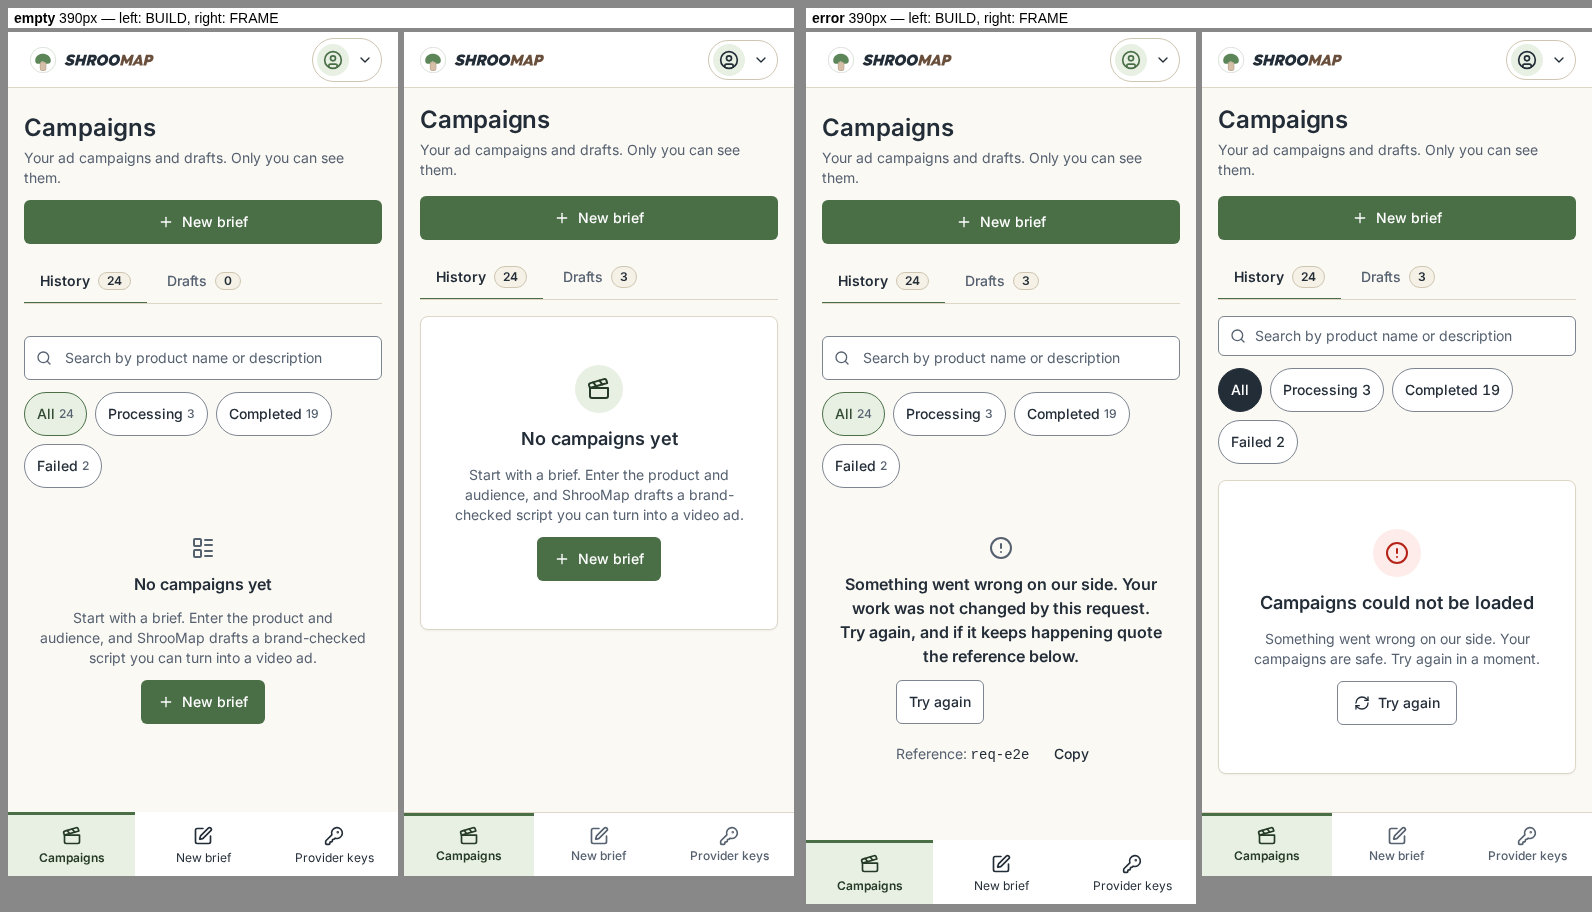 empty 390px — left: BUILD, right: FRAME
SHROOMAP
Campaigns
Your ad campaigns and drafts. Only you can see
them.
New brief
History 24 Drafts 0
Search by product name or description
All 24 Processing 3 Completed 19
Failed 2
No campaigns yet
Start with a brief. Enter the product and
audience, and ShrooMap drafts a brand-checked
script you can turn into a video ad.
New brief
Campaigns New brief Provider keys
SHROOMAP
Campaigns
Your ad campaigns and drafts. Only you can see
them.
New brief
History 24 Drafts 3
No campaigns yet
Start with a brief. Enter the product and
audience, and ShrooMap drafts a brand-
checked script you can turn into a video ad.
New brief
Campaigns New brief Provider keys
error 390px — left: BUILD, right: FRAME
SHROOMAP
Campaigns
Your ad campaigns and drafts. Only you can see
them.
New brief
History 24 Drafts 3
Search by product name or description
All 24 Processing 3 Completed 19
Failed 2
Something went wrong on our side. Your
work was not changed by this request.
Try again, and if it keeps happening quote
the reference below.
Try again
Reference: req-e2e Copy
Campaigns New brief Provider keys
SHROOMAP
Campaigns
Your ad campaigns and drafts. Only you can see
them.
New brief
History 24 Drafts 3
Search by product name or description
All Processing 3 Completed 19
Failed 2
Campaigns could not be loaded
Something went wrong on our side. Your
campaigns are safe. Try again in a moment.
Try again
Campaigns New brief Provider keys